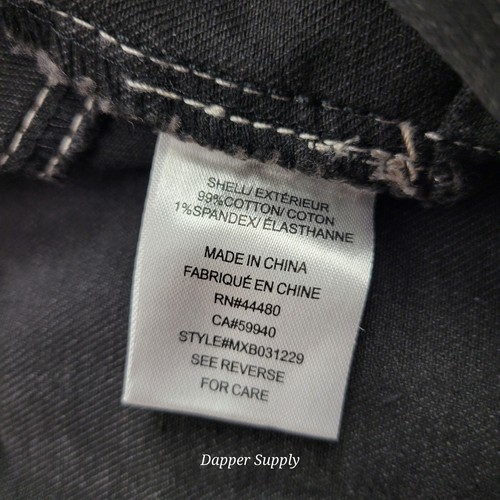 SHELL/ EXTÉRIEUR
99%COTTON/ COTON
1%SPANDEX/ ÉLASTHANNE
MADE IN CHINA
FABRIQUÉ EN CHINE
RN#44480
CA#59940
STYLE#MXB031229
SEE REVERSE
FOR CARE
Dapper Supply